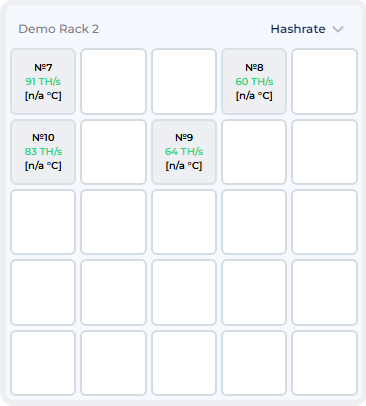 Demo Rack 2
Hashrate
№7
91 TH/s
[n/a °C]
№8
60 TH/s
[n/a °C]
№10
83 TH/s
[n/a °C]
№9
64 TH/s
[n/a °C]